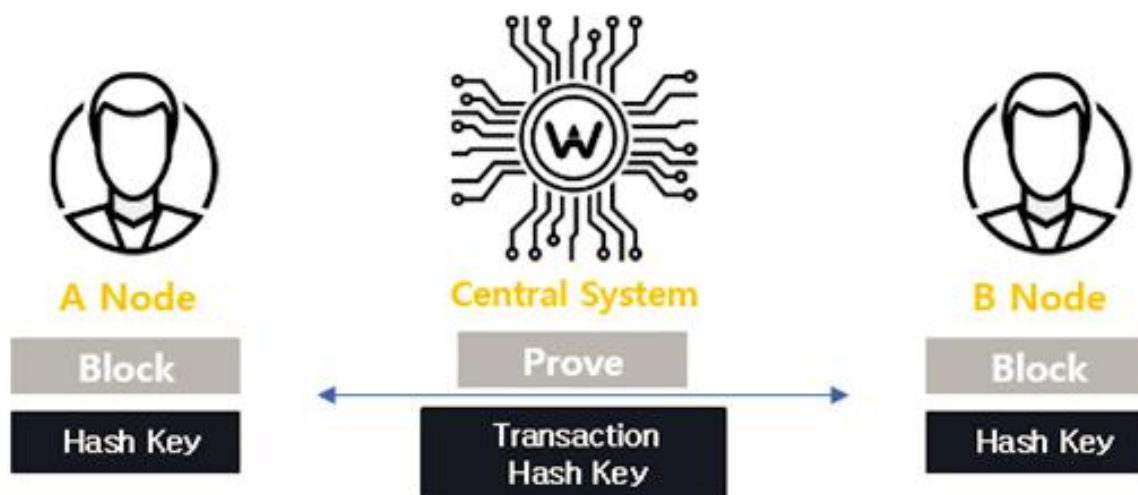 W
A Node
Central System
B Node
Block
Prove
Block
Hash Key
Transaction
Hash Key
Hash Key